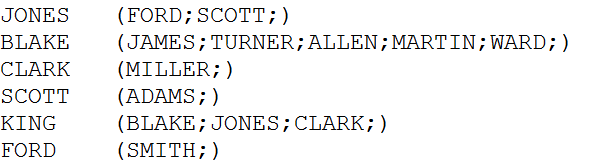 JONES (FORD;SCOTT;)
BLAKE (JAMES;TURNER;ALLEN;MARTIN;WARD;)
CLARK (MILLER;)
SCOTT (ADAMS;)
KING (BLAKE;JONES;CLARK;)
FORD (SMITH;)